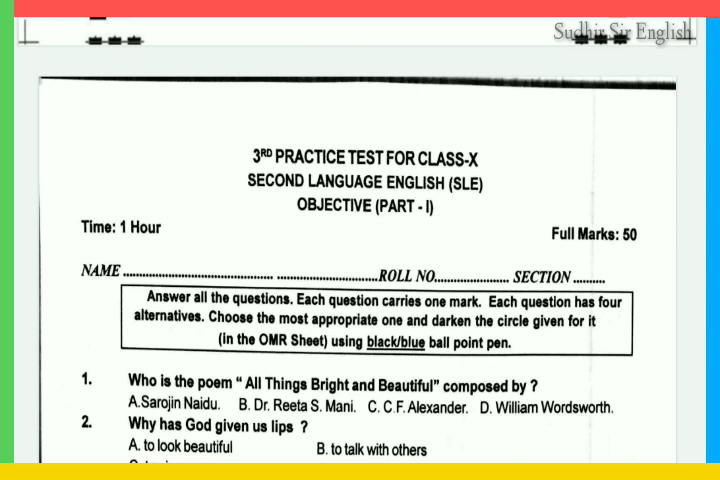 Sudhir Sir English
3RD PRACTICE TEST FOR CLASS-X
SECOND LANGUAGE ENGLISH (SLE)
OBJECTIVE (PART - I)
Time: 1 Hour
Full Marks: 50
NAME ........................................... .............................ROLL NO...................... SECTION ..........
Answer all the questions. Each question carries one mark. Each question has four
alternatives. Choose the most appropriate one and darken the circle given for it
(in the OMR Sheet) using black/blue ball point pen.
1. Who is the poem “ All Things Bright and Beautiful” composed by ?
A.Sarojin Naidu. B. Dr. Reeta S. Mani. C. C.F. Alexander. D. William Wordsworth.
2. Why has God given us lips ?
A. to look beautiful B. to talk with others